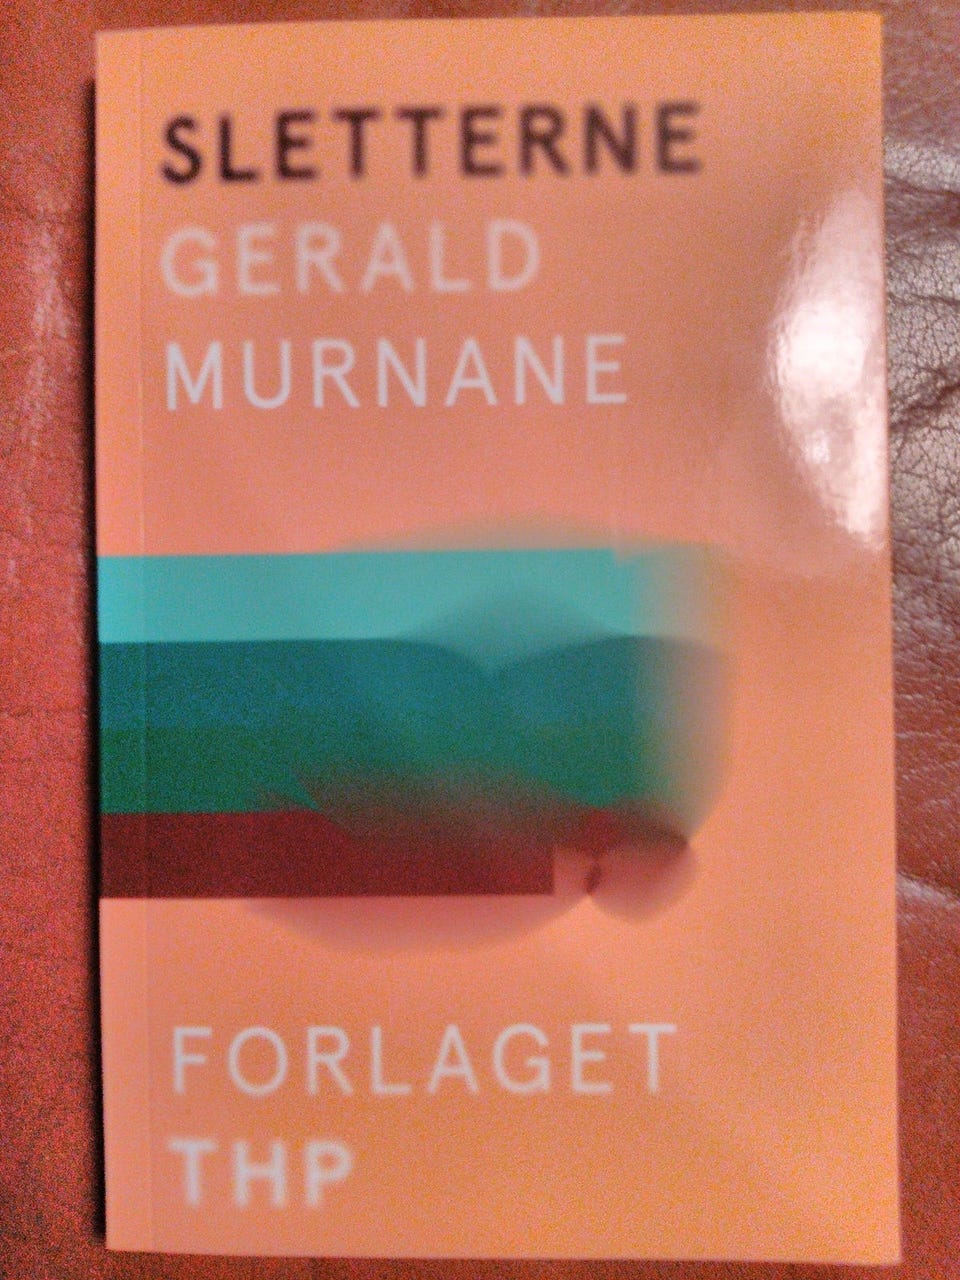 SLETTERNE
GERALD
MURNANE
FORLAGET
THP